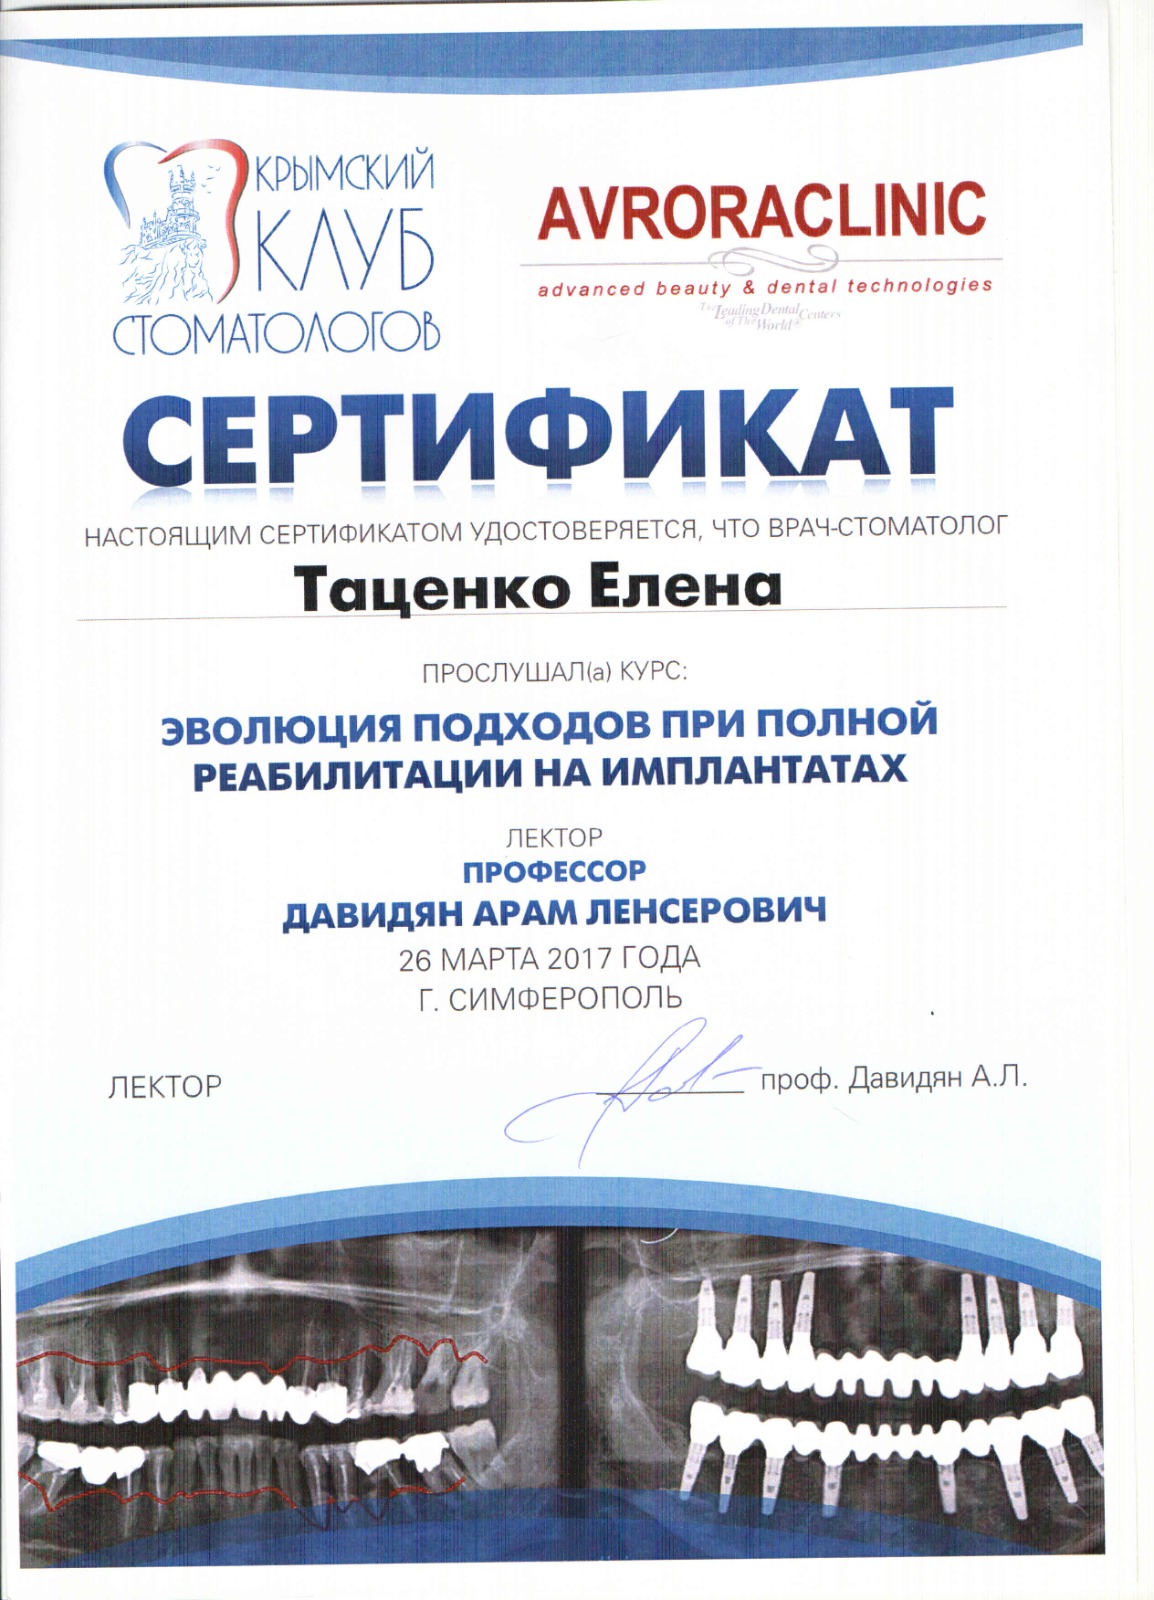 КРЫМСКИЙ
КЛУБ
СТОМАТОЛОГОВ
AVRORACLINIC
advanced beauty & dental technologies
The Leading Dental Centers
of The World®
СЕРТИФИКАТ
НАСТОЯЩИМ СЕРТИФИКАТОМ УДОСТОВЕРЯЕТСЯ, ЧТО ВРАЧ-СТОМАТОЛОГ
Таценко Елена
ПРОСЛУШАЛ(а) КУРС:
ЭВОЛЮЦИЯ ПОДХОДОВ ПРИ ПОЛНОЙ
РЕАБИЛИТАЦИИ НА ИМПЛАНТАТАХ
ЛЕКТОР
ПРОФЕССОР
ДАВИДЯН АРАМ ЛЕНСЕРОВИЧ
26 МАРТА 2017 ГОДА
Г. СИМФЕРОПОЛЬ
ЛЕКТОР
проф. Давидян А.Л.